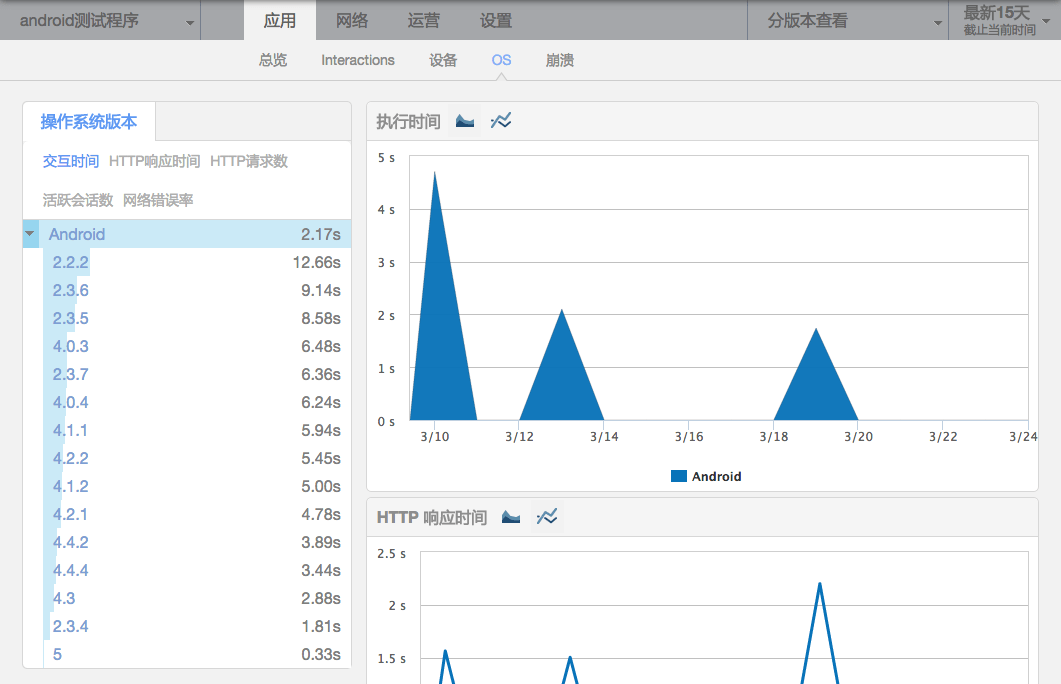 android测试程序 应用 网络 运营 设置 分版本查看 最新15天
截止当前时间
总览 Interactions 设备 OS 崩溃
操作系统版本
交互时间 HTTP响应时间 HTTP请求数
活跃会话数 网络错误率
Android 2.17s
2.2.2 12.66s
2.3.6 9.14s
2.3.5 8.58s
4.0.3 6.48s
2.3.7 6.36s
4.0.4 6.24s
4.1.1 5.94s
4.2.2 5.45s
4.1.2 5.00s
4.2.1 4.78s
4.4.2 3.89s
4.4.4 3.44s
4.3 2.88s
2.3.4 1.81s
5 0.33s
执行时间
5 s
4 s
3 s
2 s
1 s
0 s
3/10 3/12 3/14 3/16 3/18 3/20 3/22 3/24
Android
HTTP 响应时间
2.5 s
2 s
1.5 s